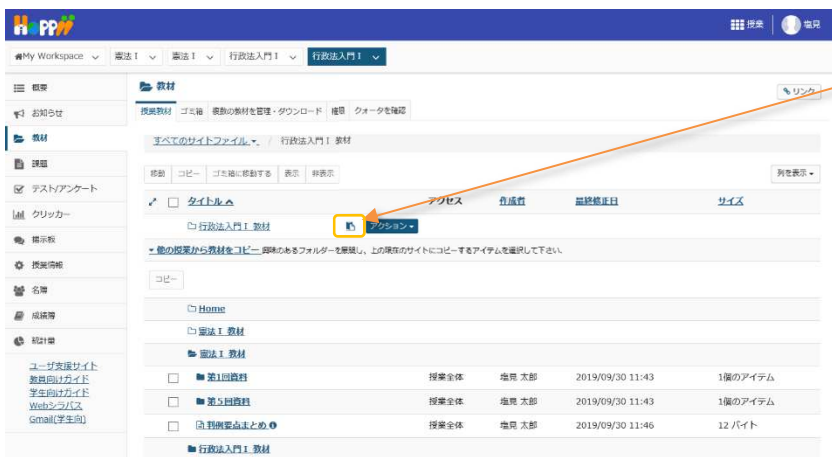 HoPPii
授業
塩見
My Workspace
憲法 I
憲法 I
行政法入門 I
行政法入門 I
概要
お知らせ
教材
課題
テスト/アンケート
クリッカー
掲示板
授業情報
名簿
成績簿
統計量
ユーザ支援サイト
教員向けガイド
学生向けガイド
Webシラバス
Gmail(学生向)
教材
リンク
授業教材 ゴミ箱 複数の教材を管理・ダウンロード 権限 クォータを確認
すべてのサイトファイル / 行政法入門 I 教材
移動 コピー ゴミ箱に移動する 表示 非表示
列を表示
タイトル アクセス 作成者 最終修正日 サイズ
行政法入門 I 教材 アクション
他の授業から教材をコピー 興味のあるフォルダーを展開し、上の現在のサイトにコピーするアイテムを選択して下さい。
コピー
Home
憲法 I 教材
憲法 I 教材
第1回資料 授業全体 塩見 太郎 2019/09/30 11:43 1個のアイテム
第5回資料 授業全体 塩見 太郎 2019/09/30 11:43 1個のアイテム
判例要点まとめ 授業全体 塩見 太郎 2019/09/30 11:46 12 バイト
行政法入門 I 教材